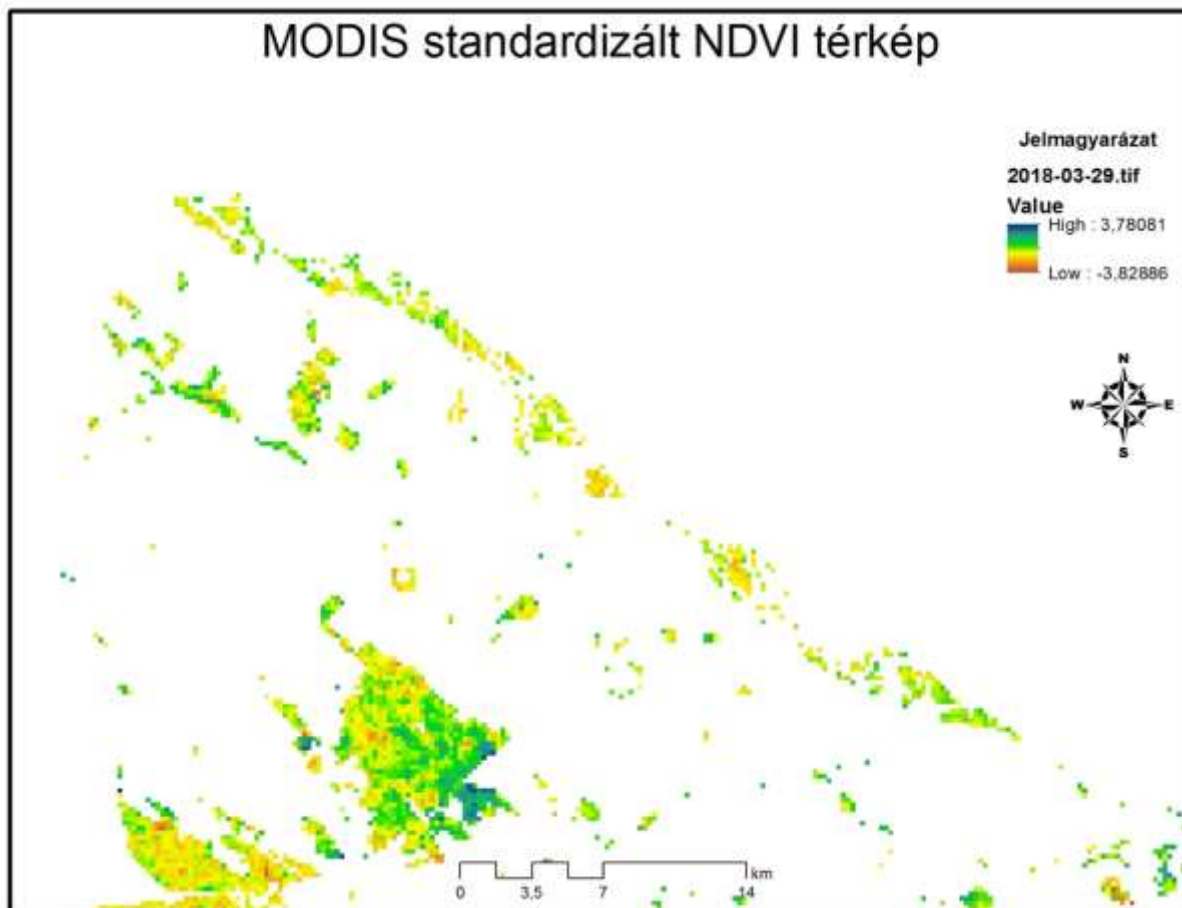 MODIS standardizált NDVI térkép
Jelmagyarázat
2018-03-29.tif
Value
High : 3,78081
Low : -3,82886
N
W E
S
km
0 3,5 7 14